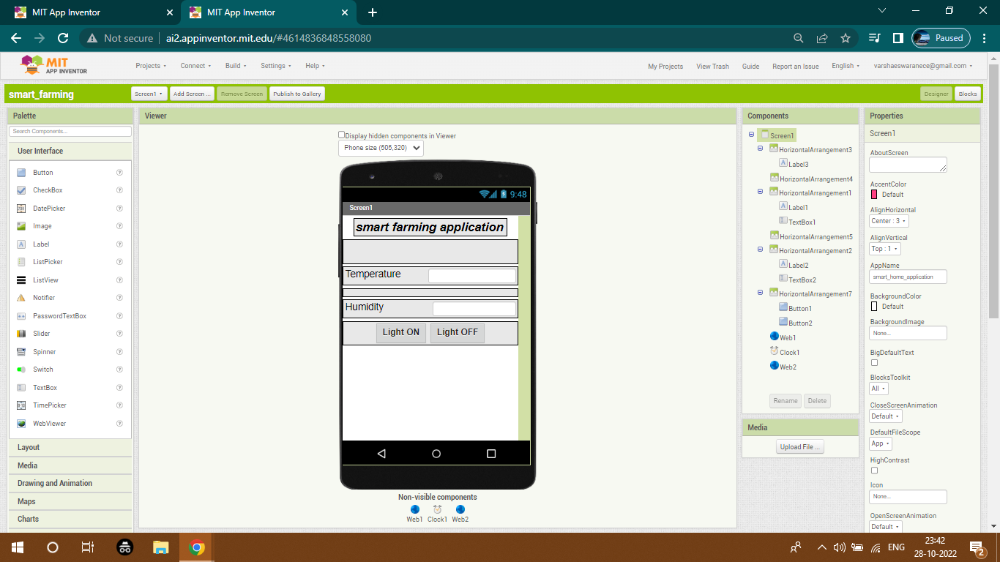 MIT App Inventor
MIT App Inventor
Not secure ai2.appinventor.mit.edu/#4614836848558080 Paused
MIT APP INVENTOR
Projects Connect Build Settings Help My Projects View Trash Guide Report an Issue English varshaeswaranece@gmail.com
smart_farming Screen1 Add Screen ... Remove Screen Publish to Gallery Designer Blocks
Palette
Search Components...
User Interface
Button
CheckBox
DatePicker
Image
Label
ListPicker
ListView
Notifier
PasswordTextBox
Slider
Spinner
Switch
TextBox
TimePicker
WebViewer
Layout
Media
Drawing and Animation
Maps
Charts
Viewer
Display hidden components in Viewer
Phone size (505,320)
9:48
Screen1
smart farming application
Temperature
Humidity
Light ON Light OFF
Non-visible components
Web1 Clock1 Web2
Components
Screen1
HorizontalArrangement3
Label3
HorizontalArrangement4
HorizontalArrangement1
Label1
TextBox1
HorizontalArrangement5
HorizontalArrangement2
Label2
TextBox2
HorizontalArrangement7
Button1
Button2
Web1
Clock1
Web2
Rename Delete
Media
Upload File ...
Properties
Screen1
AboutScreen
AccentColor
Default
AlignHorizontal
Center : 3
AlignVertical
Top : 1
AppName
smart_home_application
BackgroundColor
Default
BackgroundImage
None...
BigDefaultText
BlocksToolkit
All
CloseScreenAnimation
Default
DefaultFileScope
App
HighContrast
Icon
None...
OpenScreenAnimation
Default
ENG
23:42
28-10-2022
2